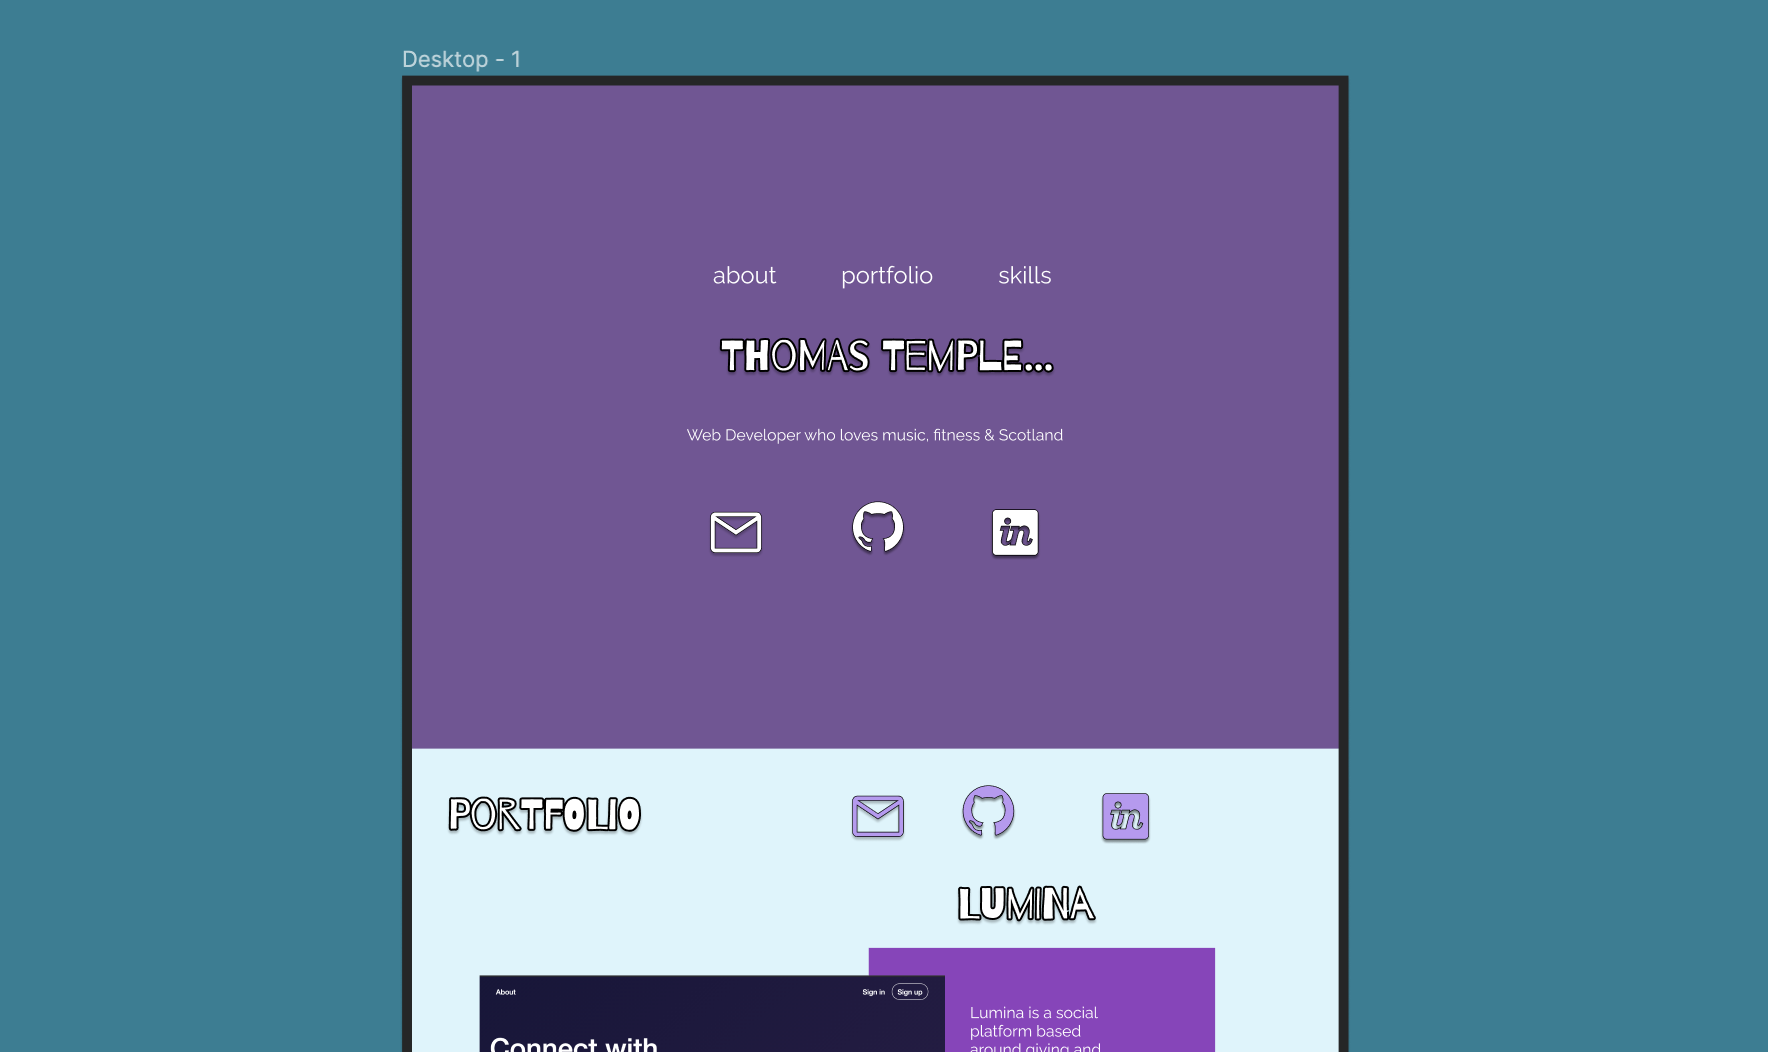 Desktop - 1
about portfolio skills
THOMAS TEMPLE...
Web Developer who loves music, fitness & Scotland
in
PORTFOLIO
in
LUMINA
About Sign in Sign up
Connect with
Lumina is a social
platform based
around giving and